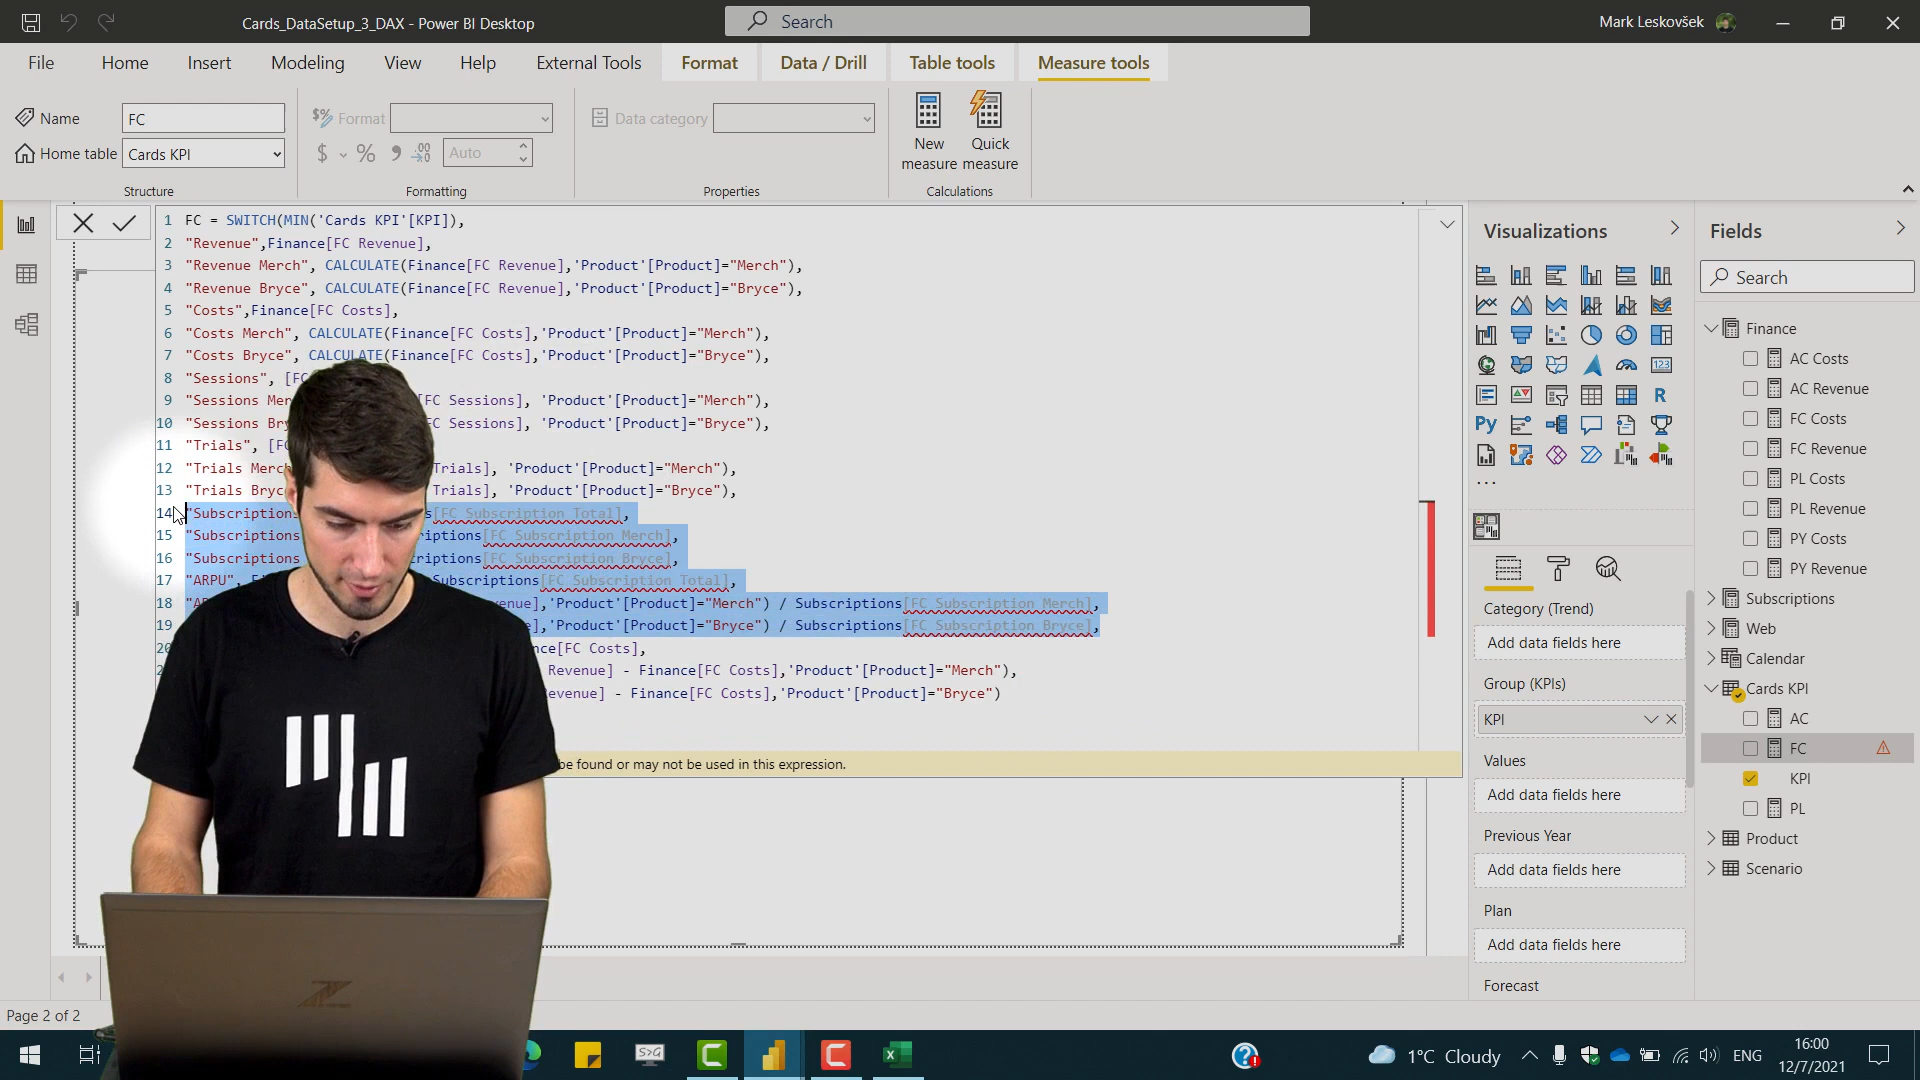 Cards_DataSetup_3_DAX - Power BI Desktop
Search
Mark Leskovšek
File
Home
Insert
Modeling
View
Help
External Tools
Format
Data / Drill
Table tools
Measure tools
Name
FC
Format
Data category
Home table
Cards KPI
$
%
Auto
New measure
Quick measure
Structure
Formatting
Properties
Calculations
1 FC = SWITCH(MIN('Cards KPI'[KPI]),
2 "Revenue",Finance[FC Revenue],
3 "Revenue Merch", CALCULATE(Finance[FC Revenue],'Product'[Product]="Merch"),
4 "Revenue Bryce", CALCULATE(Finance[FC Revenue],'Product'[Product]="Bryce"),
5 "Costs",Finance[FC Costs],
6 "Costs Merch", CALCULATE(Finance[FC Costs],'Product'[Product]="Merch"),
7 "Costs Bryce", CALCULATE(Finance[FC Costs],'Product'[Product]="Bryce"),
8 "Sessions",
9 "Sessions [FC Sessions], 'Product'[Product]="Merch"),
10 "Sessions FC Sessions], 'Product'[Product]="Bryce"),
11 "Trials",
12 "Trials Merch Trials], 'Product'[Product]="Merch"),
13 "Trials Trials], 'Product'[Product]="Bryce"),
14 "Subscriptions [FC Subscription Total],
15 "Subscriptions [FC Subscription Merch],
16 "Subscriptions [FC Subscription Bryce],
17 "ARPU", Subscriptions[FC Subscription Total],
18 'Product'[Product]="Merch") / Subscriptions[FC Subscription Merch],
19 'Product'[Product]="Bryce") / Subscriptions[FC Subscription Bryce],
[FC Costs],
Revenue] - Finance[FC Costs],'Product'[Product]="Merch"),
- Finance[FC Costs],'Product'[Product]="Bryce")
be found or may not be used in this expression.
Visualizations
123
R
Py
Category (Trend)
Add data fields here
Group (KPIs)
KPI
Values
Add data fields here
Previous Year
Add data fields here
Plan
Add data fields here
Forecast
Fields
Search
Finance
AC Costs
AC Revenue
FC Costs
FC Revenue
PL Costs
PL Revenue
PY Costs
PY Revenue
Subscriptions
Web
Calendar
Cards KPI
AC
FC
KPI
PL
Product
Scenario
Page 2 of 2
S>G
1°C Cloudy
ENG
16:00
12/7/2021